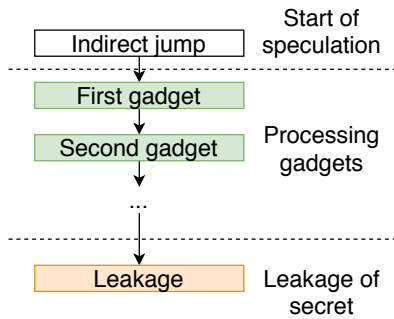 Indirect jump
Start of
speculation
First gadget
Second gadget
Processing
gadgets
...
Leakage
Leakage of
secret